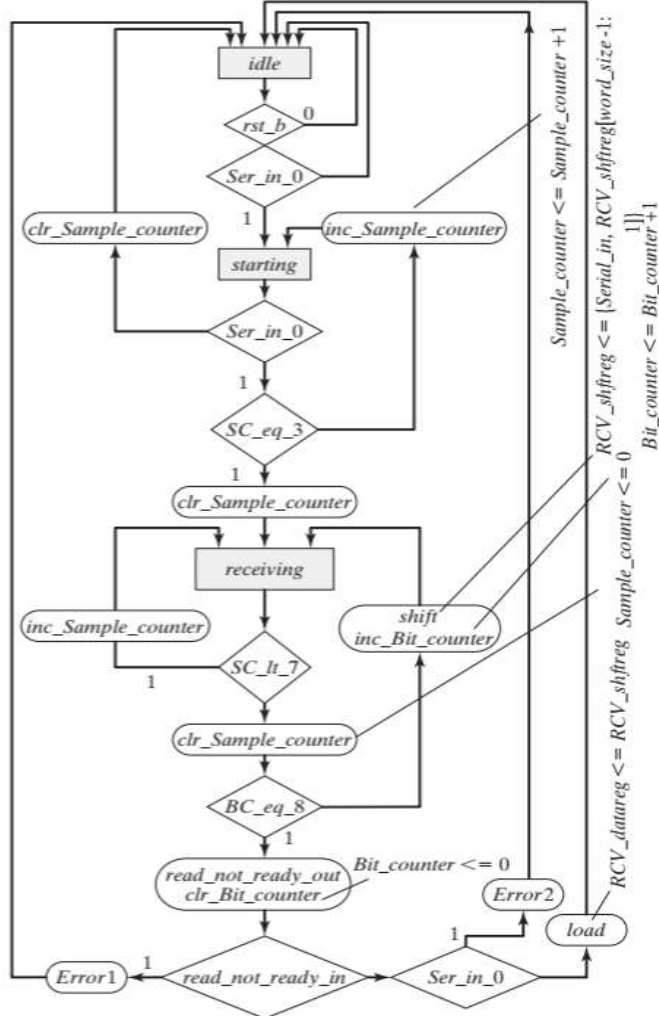 idle
rst_b
0
Ser_in_0
1
clr_Sample_counter
inc_Sample_counter
starting
Ser_in_0
1
SC_eq_3
1
clr_Sample_counter
receiving
inc_Sample_counter
shift
inc_Bit_counter
SC_lt_7
1
clr_Sample_counter
BC_eq_8
1
read_not_ready_out
clr_Bit_counter
Bit_counter <= 0
Error2
load
1
Error1
1
read_not_ready_in
Ser_in_0
Sample_counter <= Sample_counter +1
RCV_shftreg <= {Serial_in, RCV_shftreg[word_size -1:
1]}
Bit_counter <= Bit_counter +1
Sample_counter <= 0
RCV_datareg <= RCV_shftreg